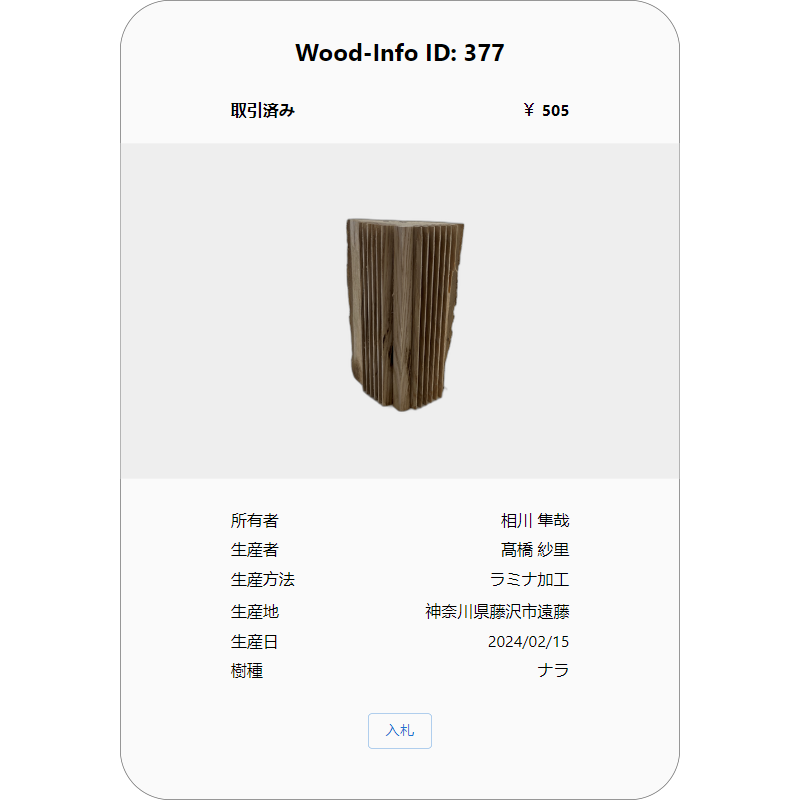 Wood-Info ID: 377
取引済み ¥ 505
所有者 相川 隼哉
生産者 髙橋 紗里
生産方法 ラミナ加工
生産地 神奈川県藤沢市遠藤
生産日 2024/02/15
樹種 ナラ
入札